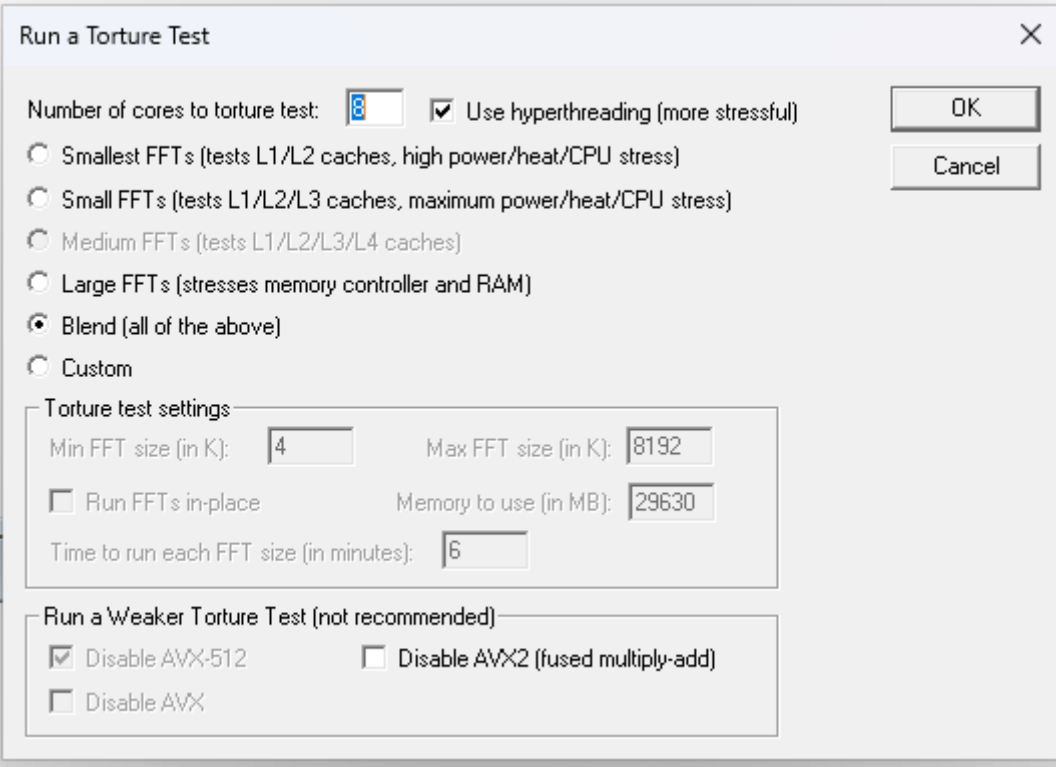 Run a Torture Test
Number of cores to torture test: 8 Use hyperthreading (more stressful)
OK
Smallest FFTs (tests L1/L2 caches, high power/heat/CPU stress)
Cancel
Small FFTs (tests L1/L2/L3 caches, maximum power/heat/CPU stress)
Medium FFTs (tests L1/L2/L3/L4 caches)
Large FFTs (stresses memory controller and RAM)
Blend (all of the above)
Custom
Torture test settings
Min FFT size (in K): 4 Max FFT size (in K): 8192
Run FFTs in-place Memory to use (in MB): 29630
Time to run each FFT size (in minutes): 6
Run a Weaker Torture Test (not recommended)
Disable AVX-512 Disable AVX2 (fused multiply-add)
Disable AVX